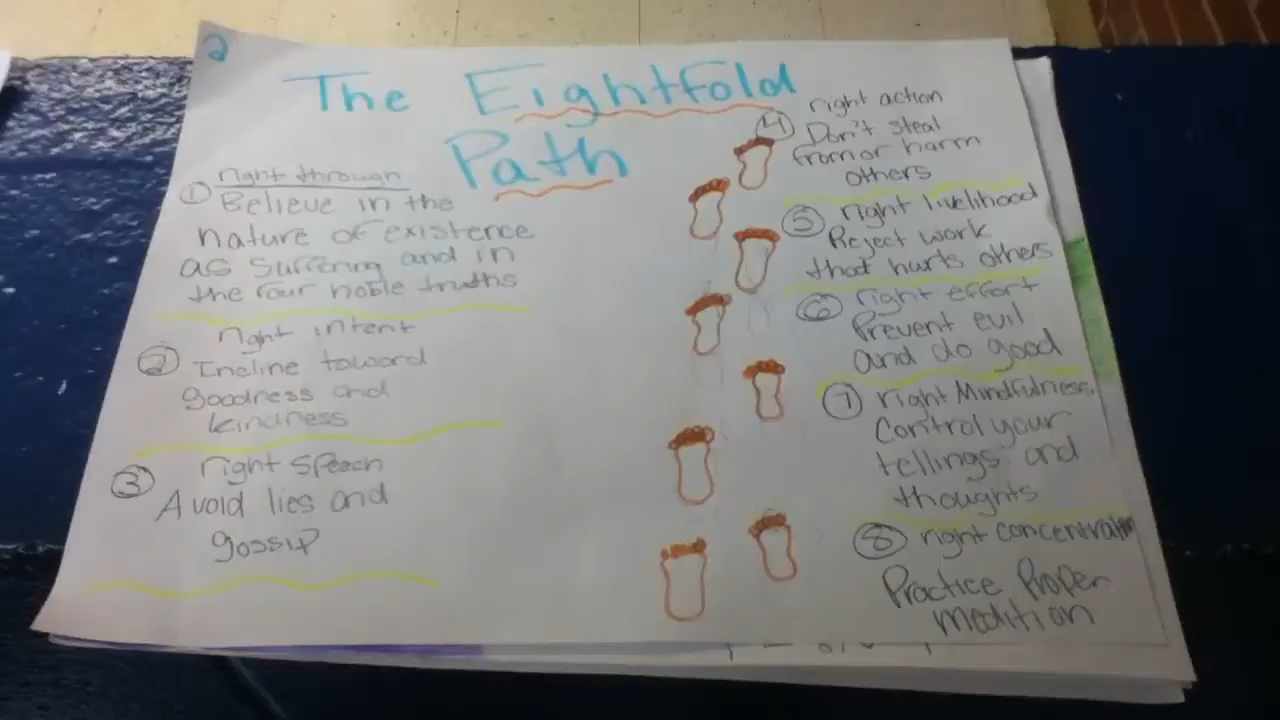 2
The Eightfold
Path
right through
① Believe in the
nature of existence
as suffering and in
the four noble truths
right intent
② Incline toward
goodness and
kindness
right speech
③ Avoid lies and
gossip
right action
④ Don't steal
from or harm
others
⑤ right livelihood
Reject work
that hurts others
⑥ right effort
Prevent evil
and do good
⑦ right Mindfulness
Control your
tellings and
thoughts
⑧ right concentration
Practice Proper
medition